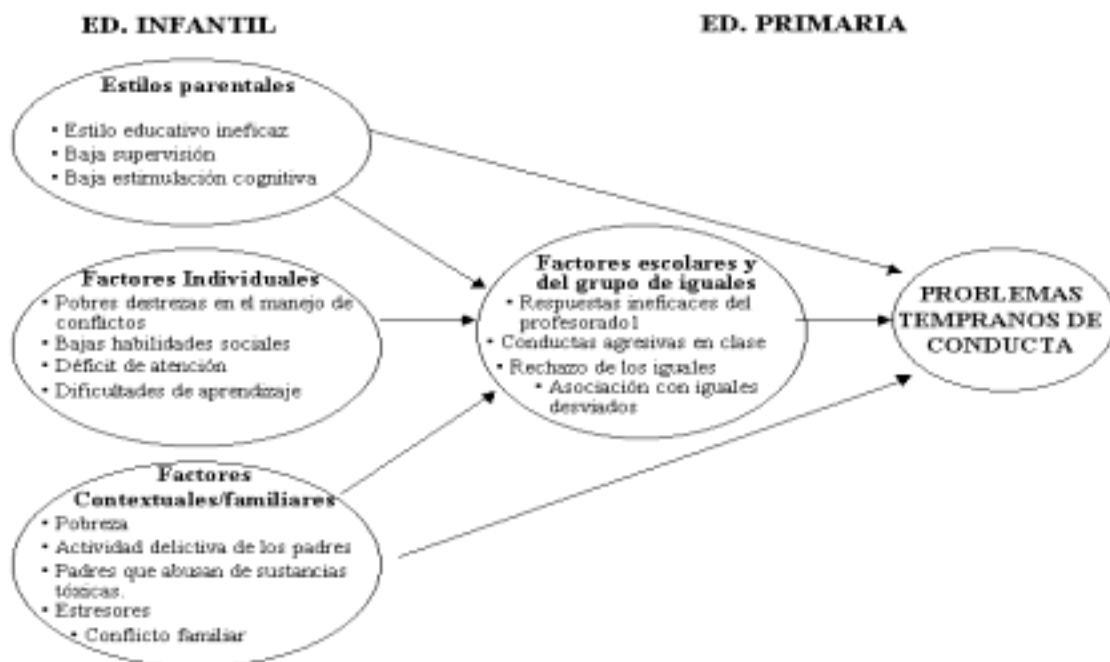 ED. INFANTIL
ED. PRIMARIA
Estilos parentales
• Estilo educativo ineficaz
• Baja supervisión
• Baja estimulación cognitiva
Factores Individuales
• Pobres destrezas en el manejo de
conflictos
• Bajas habilidades sociales
• Déficit de atención
• Dificultades de aprendizaje
Factores
Contextuales/familiares
• Pobreza
• Actividad delictiva de los padres
• Padres que abusan de sustancias
tóxicas.
• Estresores
• Conflicto familiar
Factores escolares y
del grupo de iguales
• Respuestas ineficaces del
profesorado1
• Conductas agresivas en clase
• Rechazo de los iguales
• Asociación con iguales
desviados
PROBLEMAS
TEMPRANOS DE
CONDUCTA